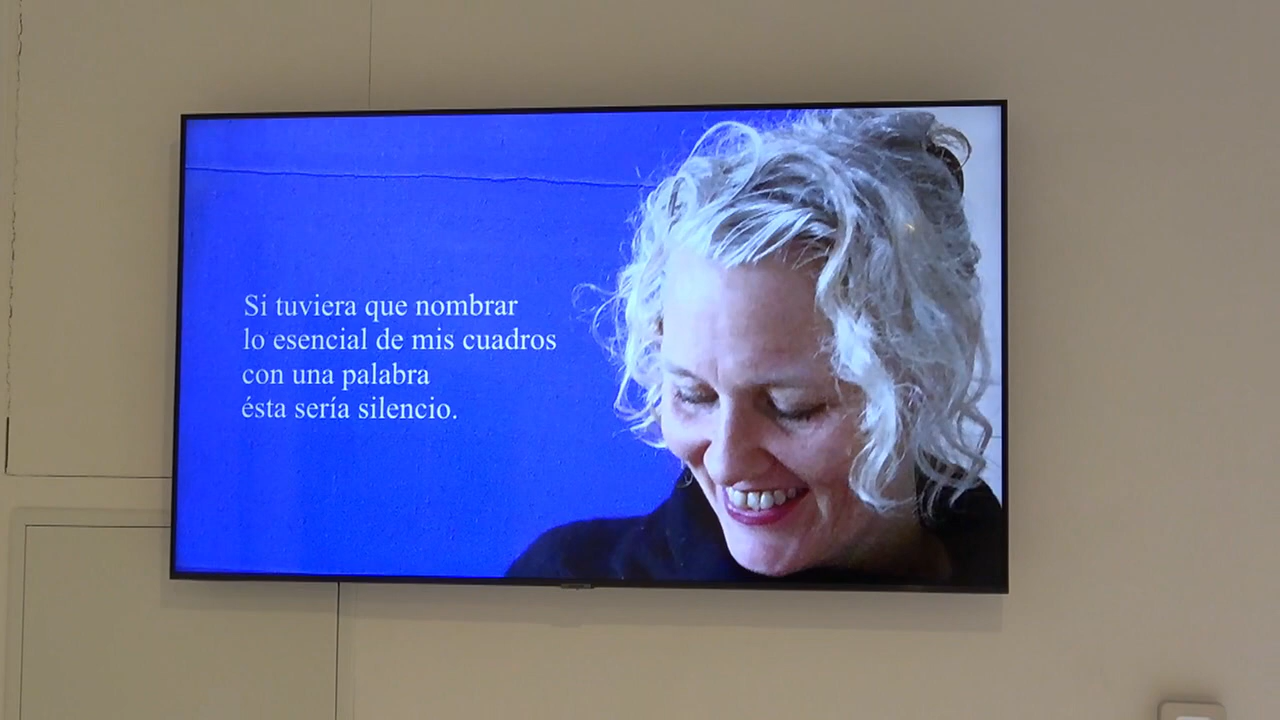 Si tuviera que nombrar
lo esencial de mis cuadros
con una palabra
ésta sería silencio.